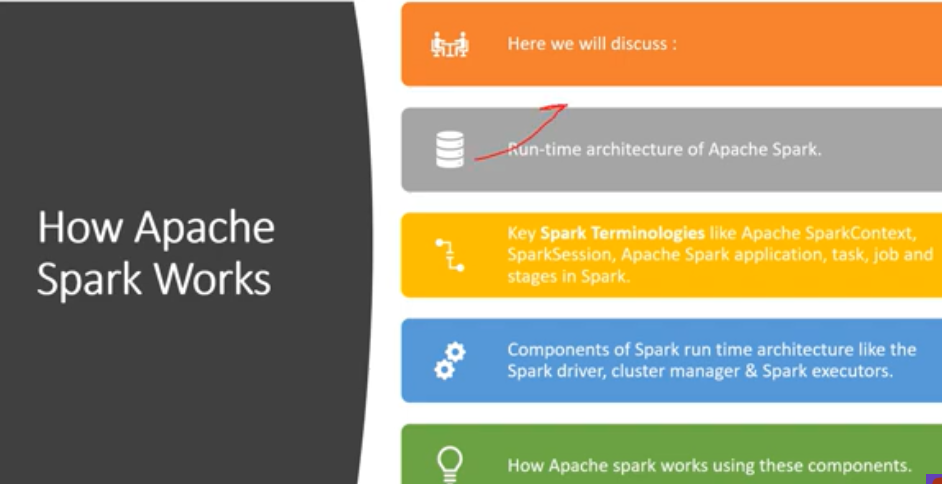 How Apache
Spark Works
Here we will discuss :
Run-time architecture of Apache Spark.
Key Spark Terminologies like Apache SparkContext,
SparkSession, Apache Spark application, task, job and
stages in Spark.
Components of Spark run time architecture like the
Spark driver, cluster manager & Spark executors.
How Apache spark works using these components.